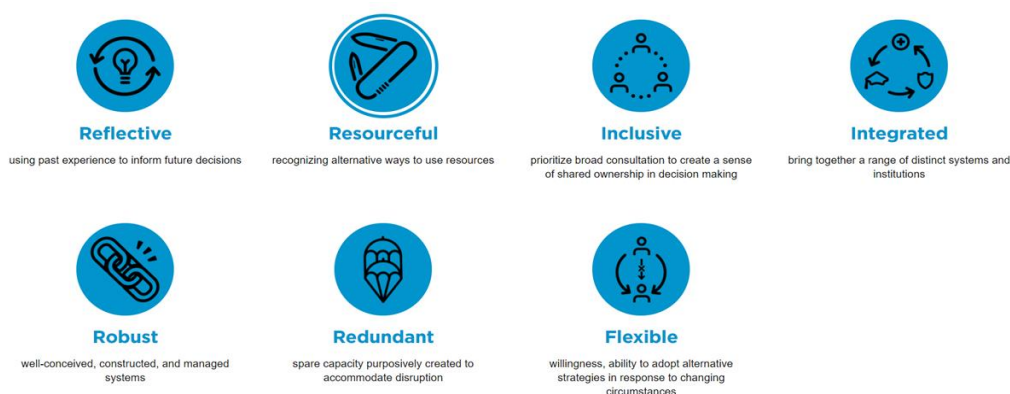 Reflective
using past experience to inform future decisions
Resourceful
recognizing alternative ways to use resources
Inclusive
prioritize broad consultation to create a sense
of shared ownership in decision making
Integrated
bring together a range of distinct systems and
institutions
Robust
well-conceived, constructed, and managed
systems
Redundant
spare capacity purposively created to
accommodate disruption
Flexible
willingness, ability to adopt alternative
strategies in response to changing
circumstances